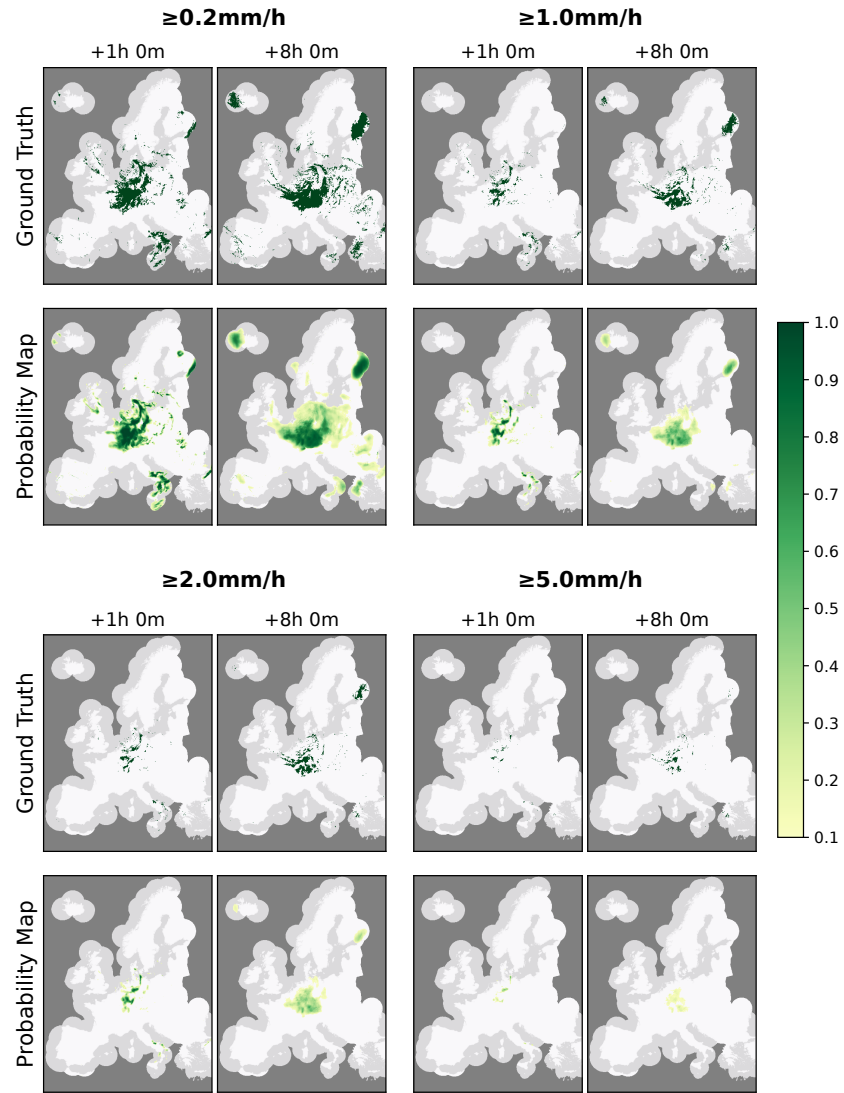 ≥0.2mm/h
≥1.0mm/h
+1h 0m
+8h 0m
+1h 0m
+8h 0m
Ground Truth
Probability Map
≥2.0mm/h
≥5.0mm/h
+1h 0m
+8h 0m
+1h 0m
+8h 0m
Ground Truth
Probability Map
1.0
0.9
0.8
0.7
0.6
0.5
0.4
0.3
0.2
0.1